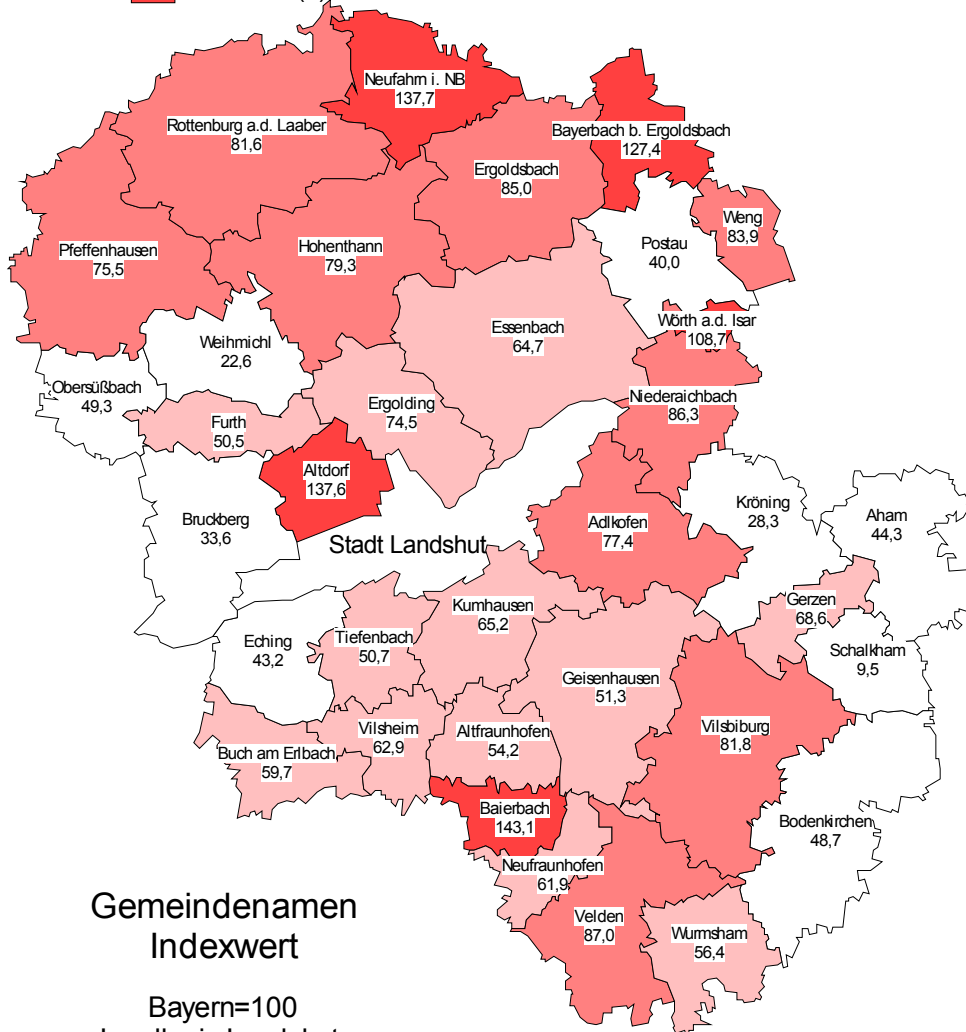 Neufahrn i. NB
137,7
Rottenburg a.d. Laaber
81,6
Bayerbach b. Ergoldsbach
127,4
Ergoldsbach
85,0
Weng
83,9
Pfeffenhausen
75,5
Hohenthann
79,3
Postau
40,0
Essenbach
64,7
Wörth a.d. Isar
108,7
Weihmichl
22,6
Obersüßbach
49,3
Ergolding
74,5
Niederaichbach
86,3
Furth
50,5
Altdorf
137,6
Bruckberg
33,6
Stadt Landshut
Adlkofen
77,4
Kröning
28,3
Aham
44,3
Gerzen
68,6
Kumhausen
65,2
Eching
43,2
Tiefenbach
50,7
Schalkham
9,5
Geisenhausen
51,3
Vilsheim
62,9
Altfraunhofen
54,2
Vilsbiburg
81,8
Buch am Erlbach
59,7
Baierbach
143,1
Bodenkirchen
48,7
Neufraunhofen
61,9
Velden
87,0
Wurmsham
56,4
Gemeindenamen
Indexwert
Bayern=100